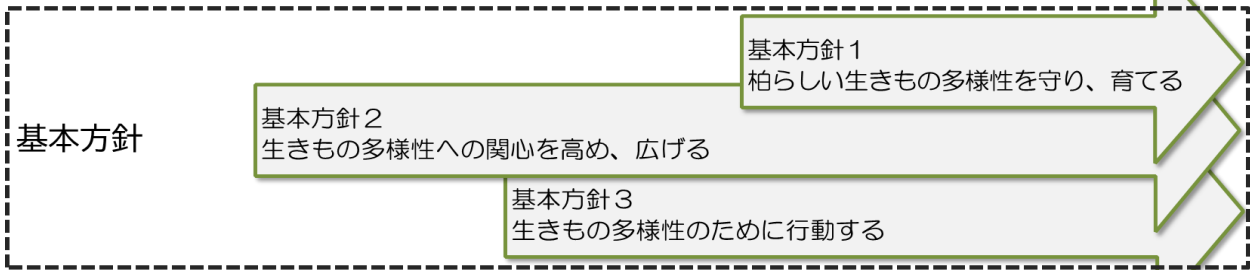 基本方針１
柏らしい生きもの多様性を守り、育てる
基本方針
基本方針２
生きもの多様性への関心を高め、広げる
基本方針３
生きもの多様性のために行動する